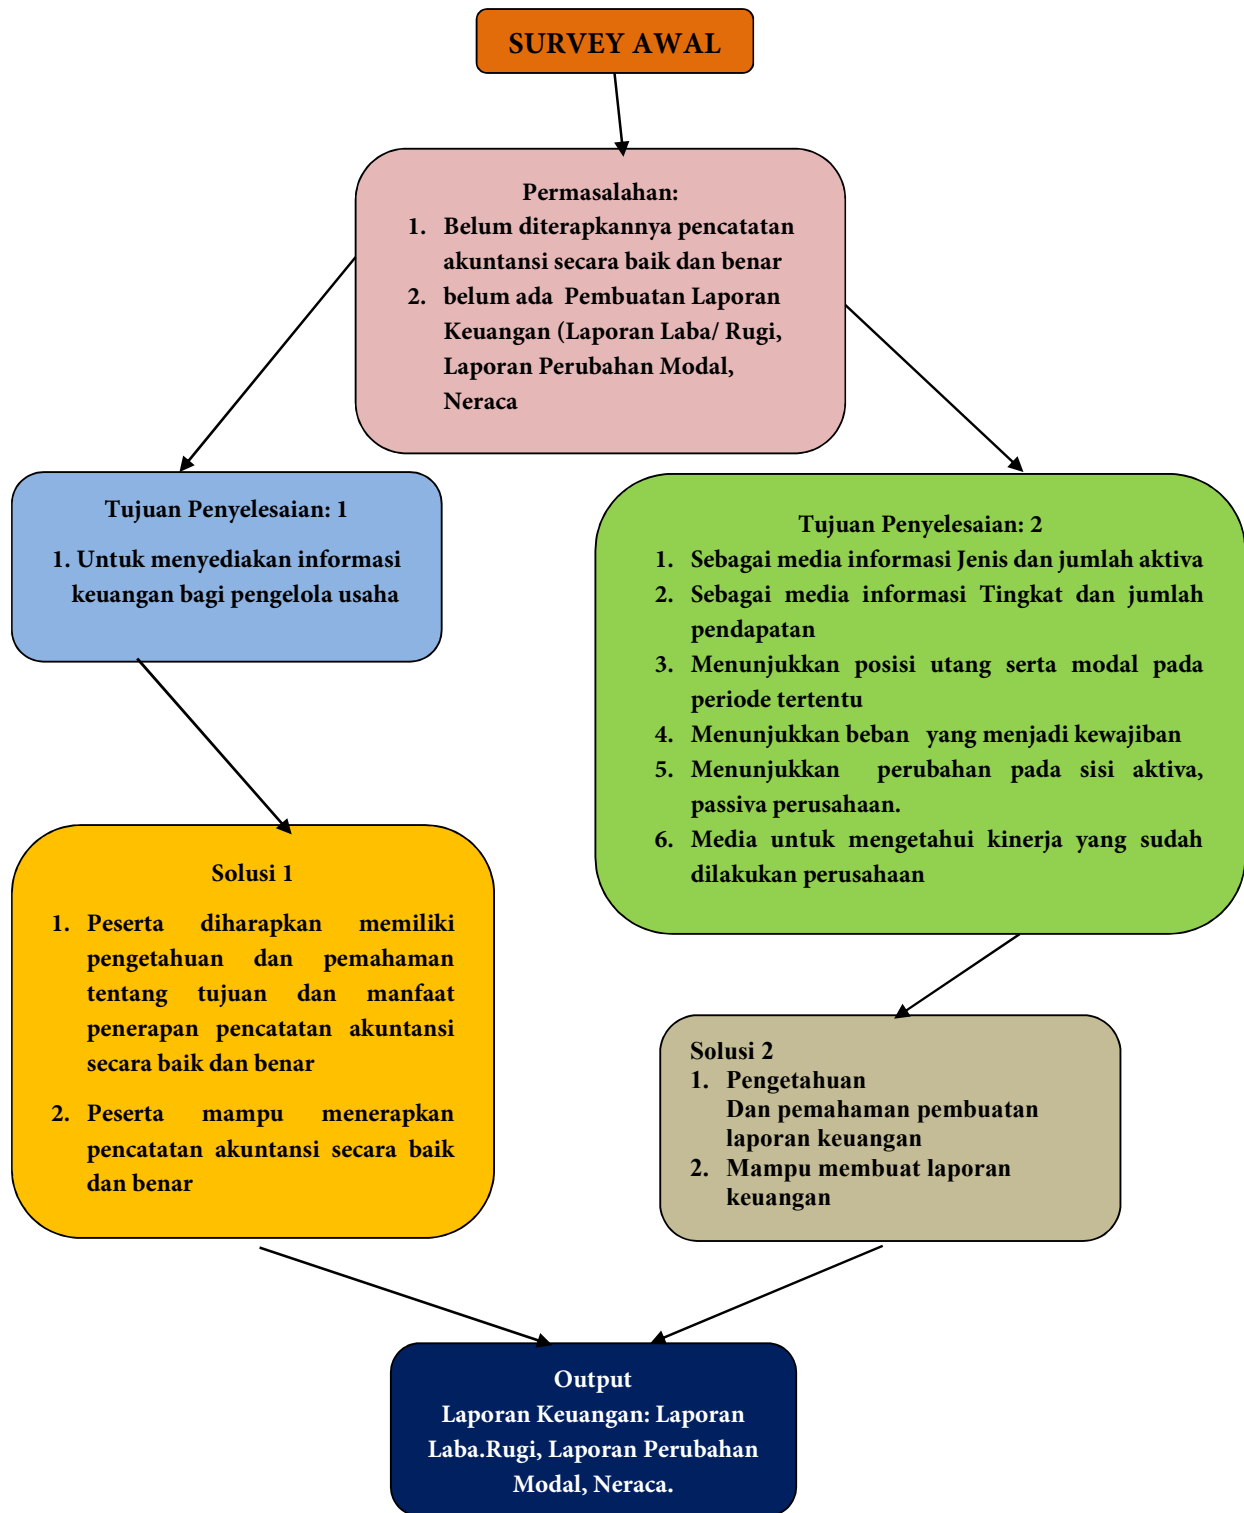 SURVEY AWAL
Permasalahan:
1. Belum diterapkannya pencatatan
akuntansi secara baik dan benar
2. belum ada Pembuatan Laporan
Keuangan (Laporan Laba/ Rugi,
Laporan Perubahan Modal,
Neraca
Tujuan Penyelesaian: 1
1. Untuk menyediakan informasi
keuangan bagi pengelola usaha
Tujuan Penyelesaian: 2
1. Sebagai media informasi Jenis dan jumlah aktiva
2. Sebagai media informasi Tingkat dan jumlah
pendapatan
3. Menunjukkan posisi utang serta modal pada
periode tertentu
4. Menunjukkan beban yang menjadi kewajiban
5. Menunjukkan perubahan pada sisi aktiva,
passiva perusahaan.
6. Media untuk mengetahui kinerja yang sudah
dilakukan perusahaan
Solusi 1
1. Peserta diharapkan memiliki
pengetahuan dan pemahaman
tentang tujuan dan manfaat
penerapan pencatatan akuntansi
secara baik dan benar
2. Peserta mampu menerapkan
pencatatan akuntansi secara baik
dan benar
Solusi 2
1. Pengetahuan
Dan pemahaman pembuatan
laporan keuangan
2. Mampu membuat laporan
keuangan
Output
Laporan Keuangan: Laporan
Laba.Rugi, Laporan Perubahan
Modal, Neraca.